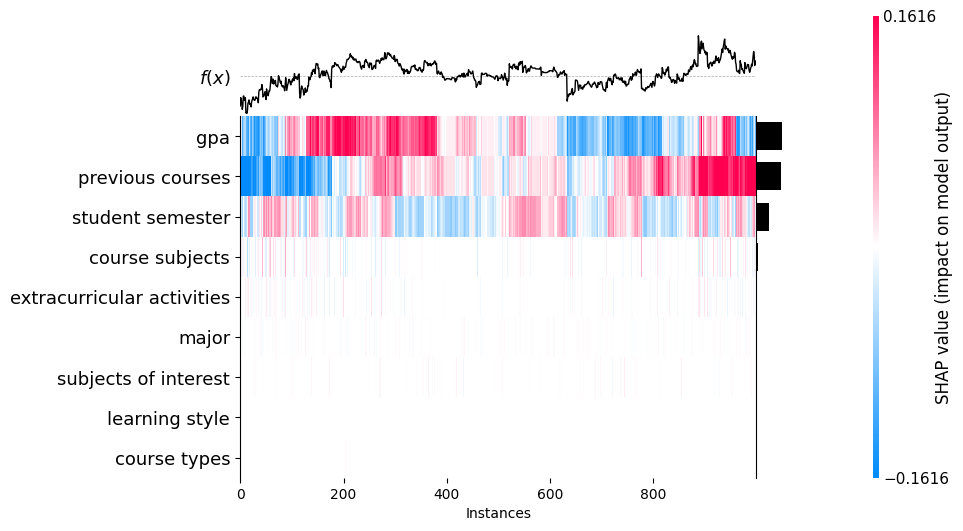 0.1616
f(x)
gpa
previous courses
student semester
course subjects
extracurricular activities
major
subjects of interest
learning style
course types
0 200 400 600 800
Instances
−0.1616
SHAP value (impact on model output)